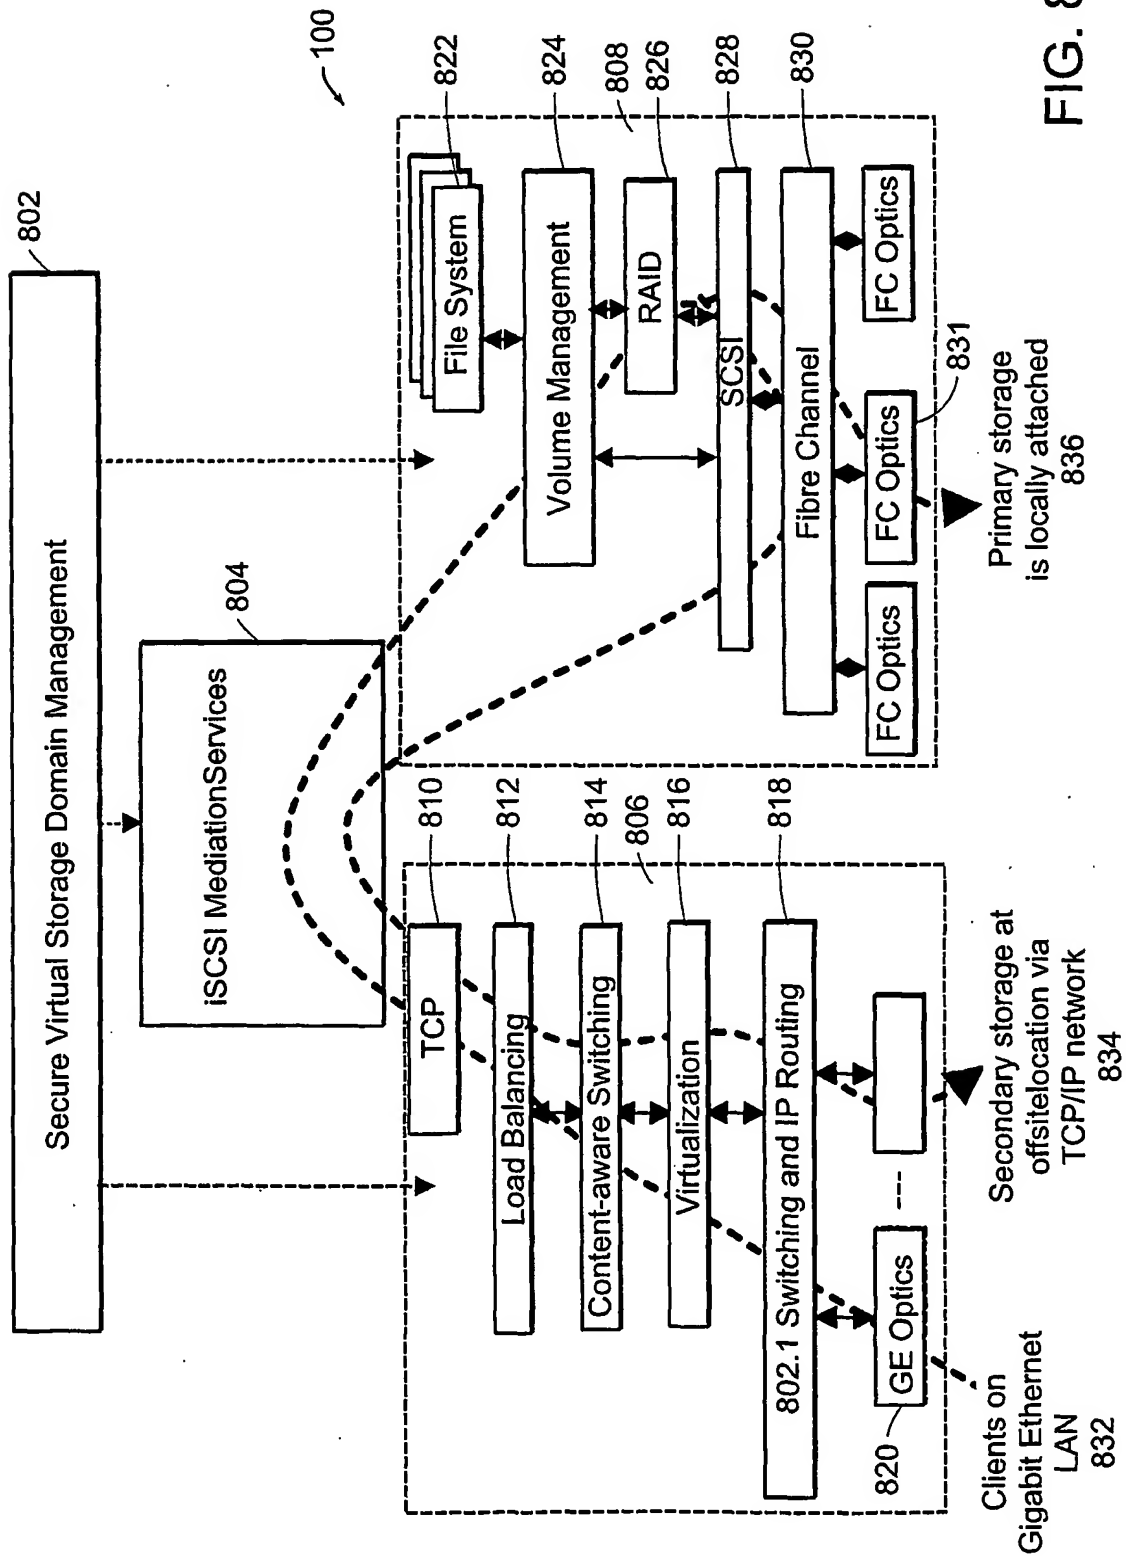 100
802
Secure Virtual Storage Domain Management
804
iSCSI MediationServices
810
TCP
812
Load Balancing
814
Content-aware Switching
806
816
Virtualization
818
802.1 Switching and IP Routing
820
GE Optics
822
File System
824
Volume Management
808
826
RAID
828
SCSI
830
Fibre Channel
FC Optics
FC Optics
FC Optics
831
Clients on
Gigabit Ethernet
LAN
832
Secondary storage at
offsitelocation via
TCP/IP network
834
Primary storage
is locally attached
836
FIG. 8